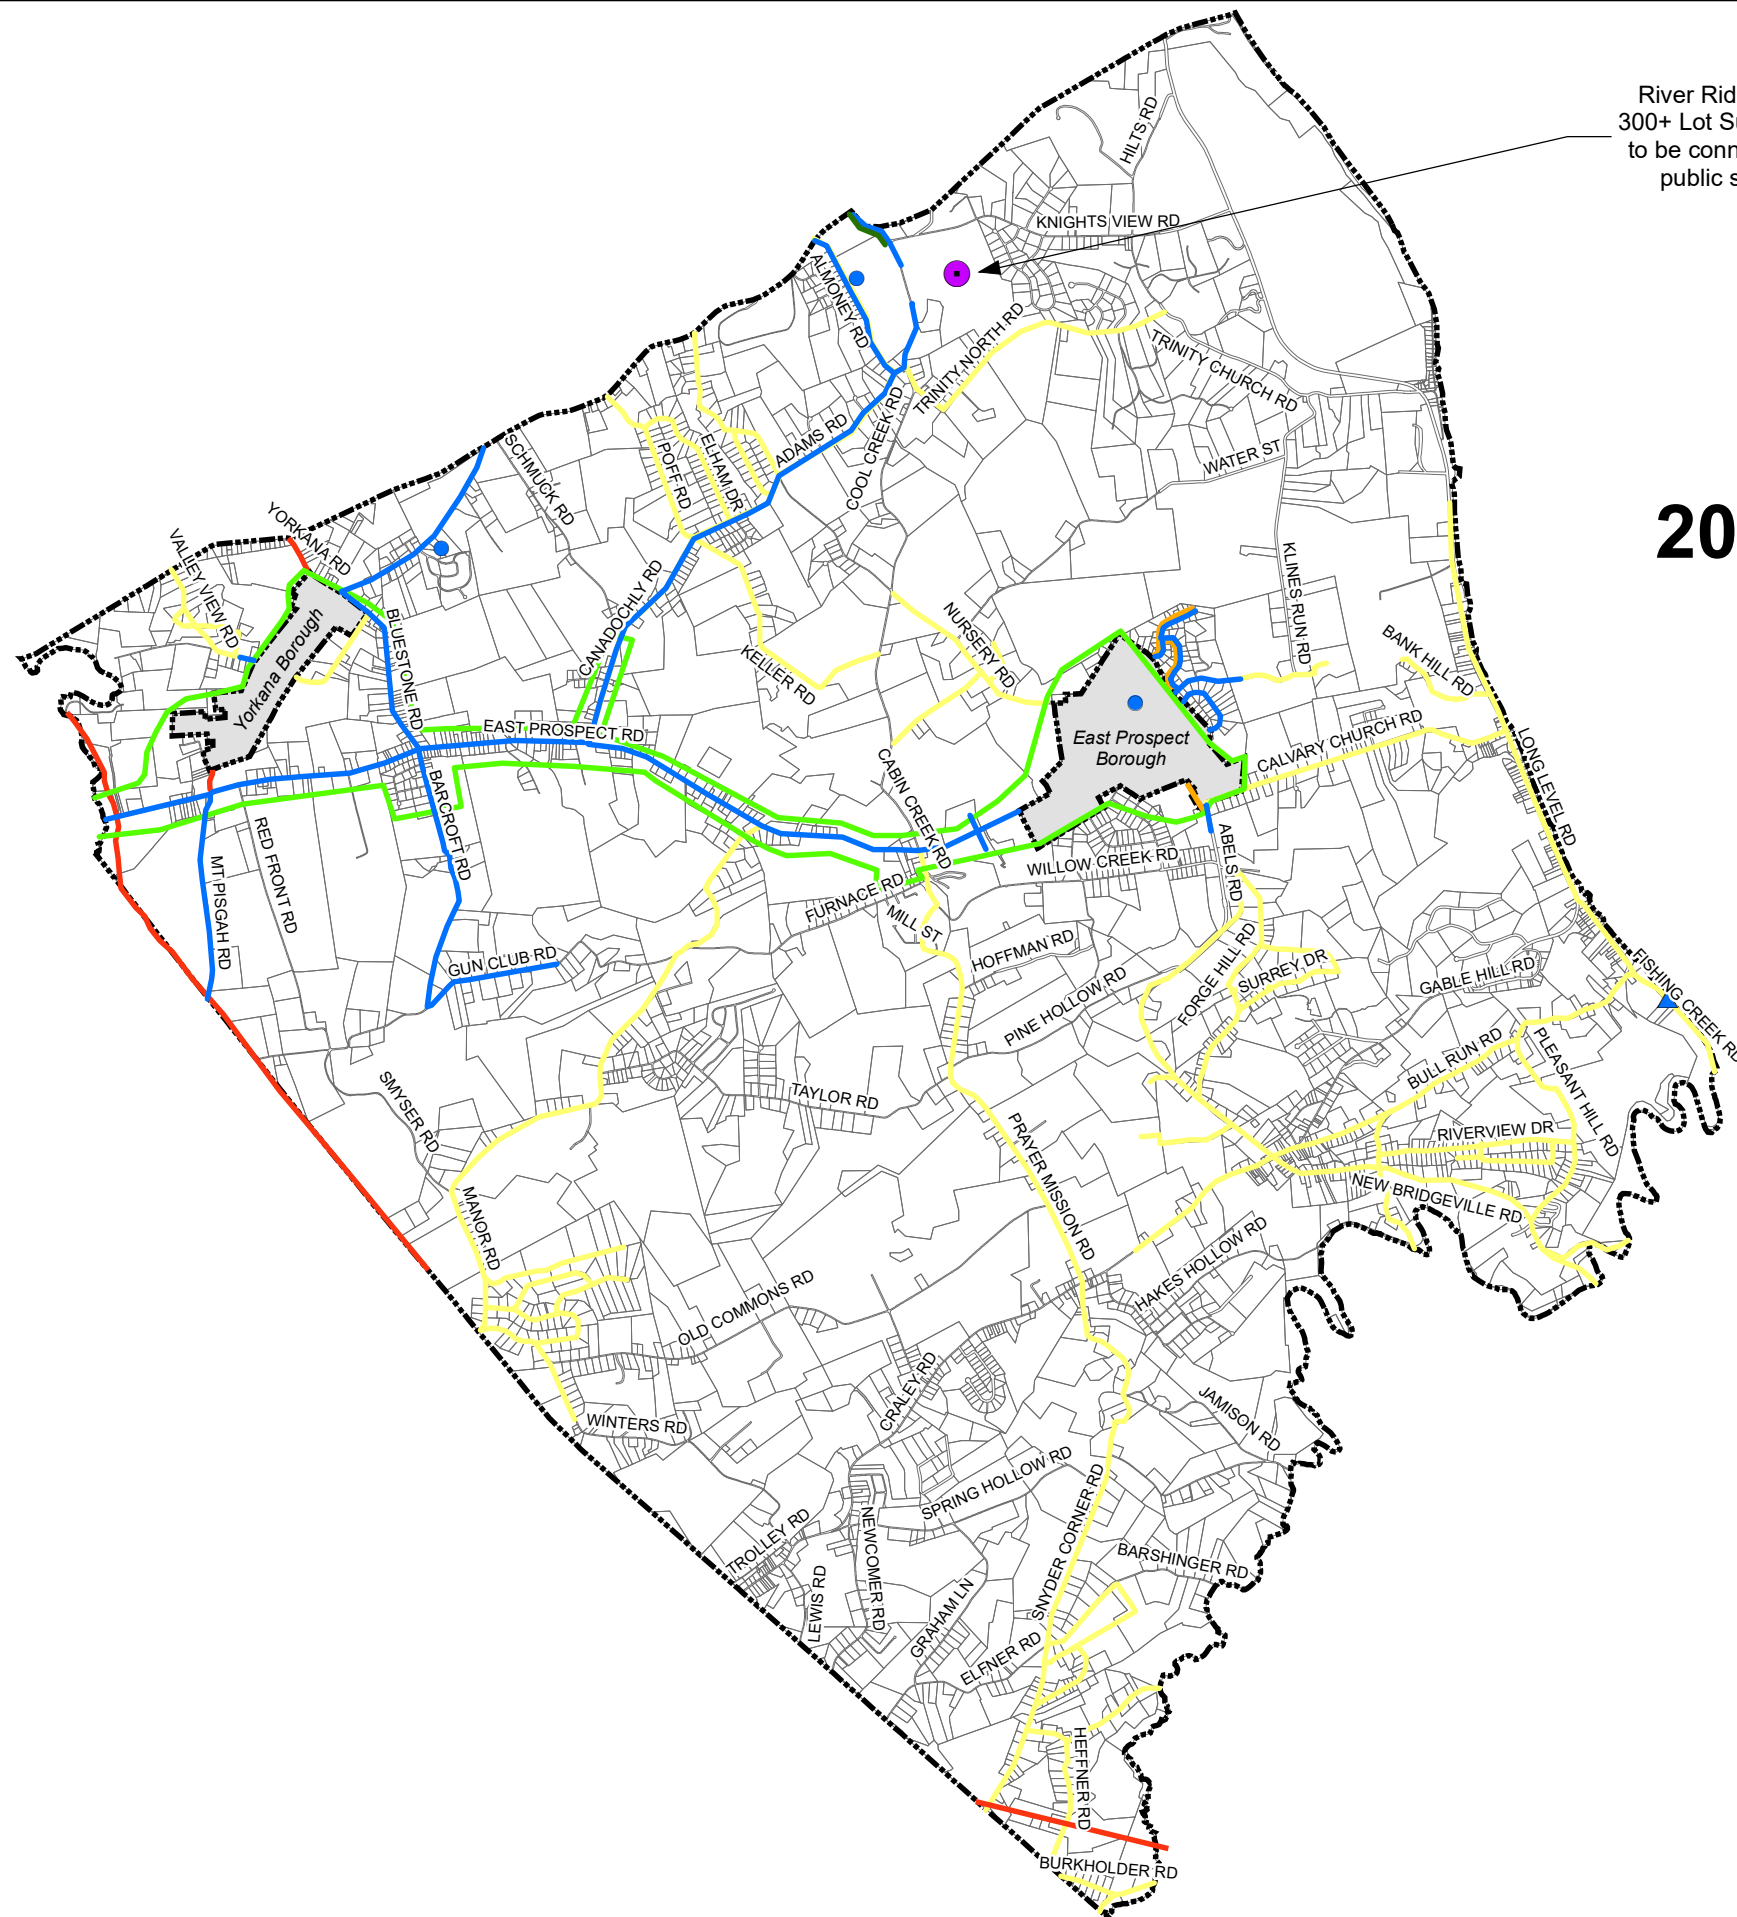 River Rid
300+ Lot Su
to be conn
public s
HILTS RD
KNIGHTS VIEW RD
ALMONEY RD
TRINITY NORTH RD
TRINITY CHURCH RD
ADAMS RD
COOL CREEK RD
ELHAM DR
POFF RD
SCHMUCK RD
WATER ST
20
YORKANA RD
VALLEY VIEW RD
Yorkana Borough
BLUESTONE RD
CANADOCHLY RD
KLINES RUN RD
NURSERY RD
KELLER RD
BANK HILL RD
EAST PROSPECT RD
East Prospect
Borough
CALVARY CHURCH RD
LONG LEVEL RD
CABIN CREEK RD
BARCROFT RD
RED FRONT RD
MT PISGAH RD
WILLOW CREEK RD
ABELS RD
FURNACE RD
MILL ST
HOFFMAN RD
GUN CLUB RD
FORGE HILL RD
SURREY DR
GABLE HILL RD
FISHING CREEK RD
PINE HOLLOW RD
BULL RUN RD
PLEASANT HILL RD
SMYSER RD
TAYLOR RD
PRAYER MISSION RD
RIVERVIEW DR
NEW BRIDGEVILLE RD
MANOR RD
HAKES HOLLOW RD
OLD COMMONS RD
CRALEY RD
JAMISON RD
WINTERS RD
SPRING HOLLOW RD
SNYDER CORNER RD
TROLLEY RD
NEWCOMER RD
BARSHINGER RD
LEWIS RD
GRAHAM LN
ELFNER RD
HEFFNER RD
BURKHOLDER RD